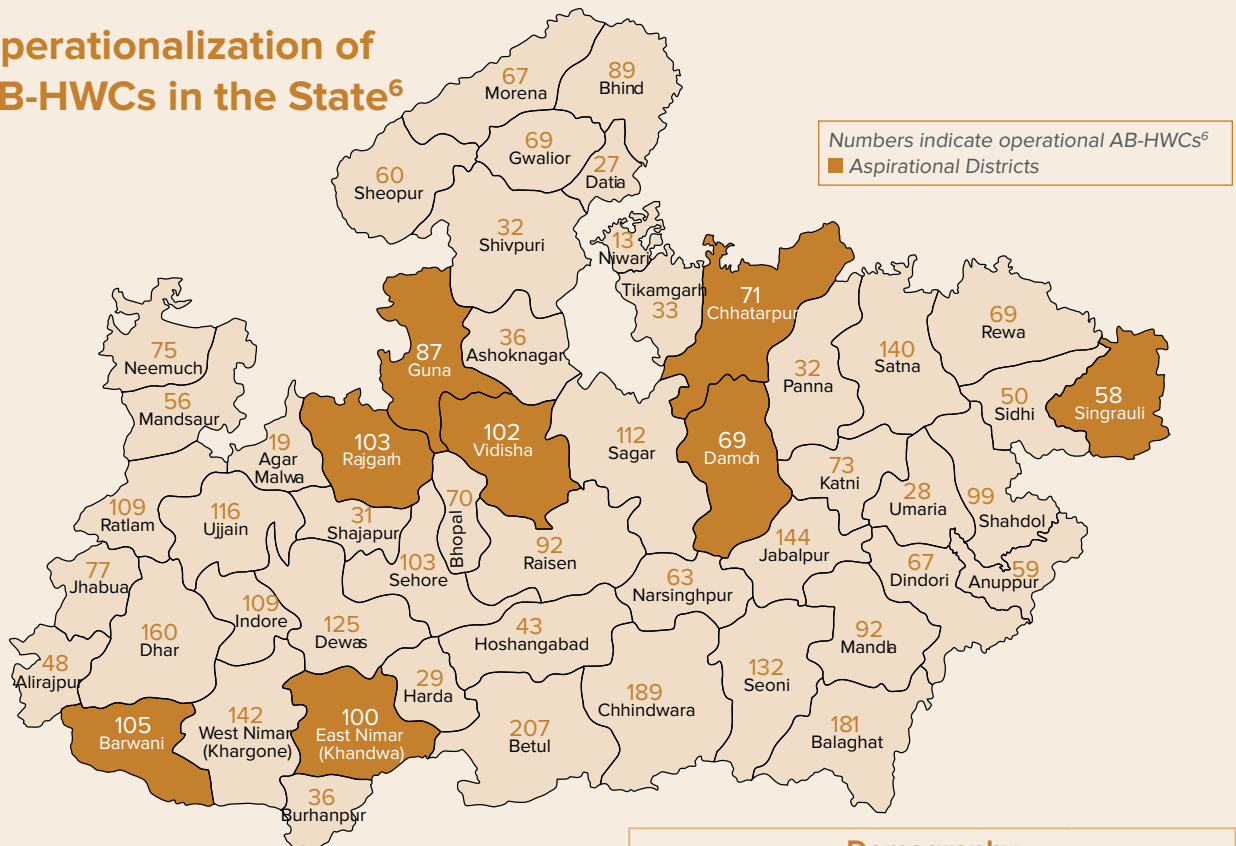 perationalization of
B-HWCs in the State⁶
Numbers indicate operational AB-HWCs⁶
Aspirational Districts
67
Morena
89
Bhind
69
Gwalior
27
Datia
60
Sheopur
32
Shivpuri
13
Niwari
Tikamgarh
33
71
Chhatarpur
87
Guna
36
Ashoknagar
32
Panna
140
Satna
69
Rewa
50
Sidhi
58
Singrauli
75
Neemuch
56
Mandsaur
19
Agar
Malwa
103
Rajgarh
102
Vidisha
112
Sagar
69
Damoh
73
Katni
28
Umaria
99
Shahdol
109
Ratlam
116
Ujjain
31
Shajapur
70
Bhopal
103
Sehore
92
Raisen
144
Jabalpur
67
Dindori
59
Anuppur
77
Jhabua
109
Indore
63
Narsinghpur
160
Dhar
125
Dewas
43
Hoshangabad
92
Mandla
48
Alirajpur
29
Harda
189
Chhindwara
132
Seoni
105
Barwani
142
West Nimar
(Khargone)
100
East Nimar
(Khandwa)
207
Betul
181
Balaghat
36
Burhanpur
Demography